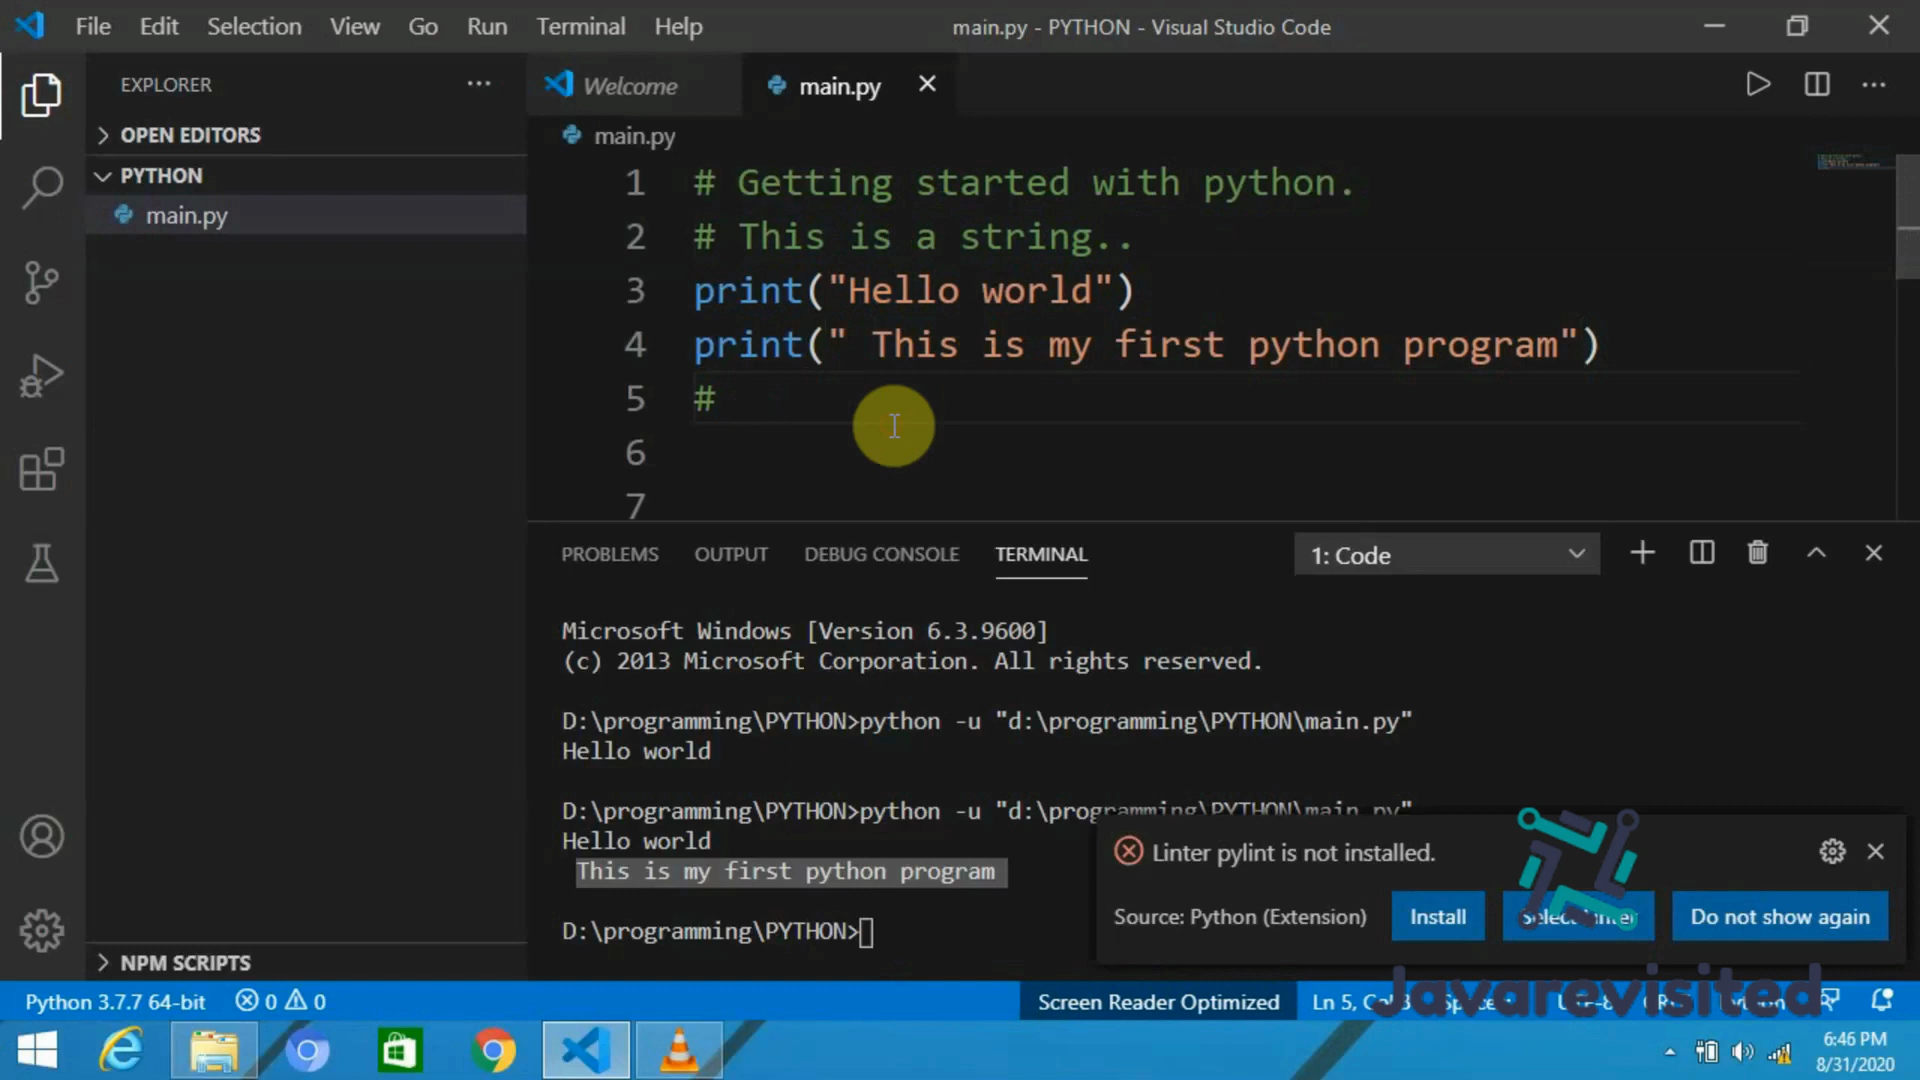 File Edit Selection View Go Run Terminal Help
main.py - PYTHON - Visual Studio Code
EXPLORER
OPEN EDITORS
PYTHON
main.py
NPM SCRIPTS
Welcome
main.py
main.py
1 # Getting started with python.
2 # This is a string..
3 print("Hello world")
4 print(" This is my first python program")
5 #
6
7
PROBLEMS OUTPUT DEBUG CONSOLE TERMINAL
1: Code
Microsoft Windows [Version 6.3.9600]
(c) 2013 Microsoft Corporation. All rights reserved.
D:\programming\PYTHON>python -u "d:\programming\PYTHON\main.py"
Hello world
D:\programming\PYTHON>python -u "d:\programming\PYTHON\main.py"
Hello world
This is my first python program
D:\programming\PYTHON>
Linter pylint is not installed.
Source: Python (Extension)
Install
Select Linter
Do not show again
Javarevisited
Python 3.7.7 64-bit 0 0
Screen Reader Optimized Ln 5,
6:46 PM
8/31/2020